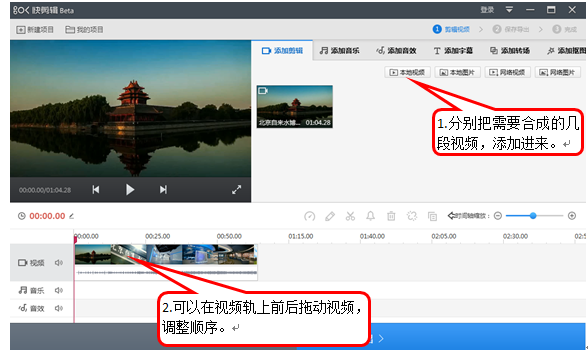 快剪辑 Beta
登录
新建项目 我的项目
1 剪辑视频 2 保存导出 3 完成
添加剪辑 添加音乐 添加音效 添加字幕 添加转场
本地视频 本地图片 网络视频 网络图片
北京自来水博... 01:04.28
1.分别把需要合成的几
段视频，添加进来。
00:00.00/01:04.28
00:00.00
时间轴缩放：
00:00.00 00:25.00 00:50.00 01:15.00 01:40.00 02:05.00 02:30.00
视频
音乐
音效
2.可以在视频轨上前后拖动视频，
调整顺序。